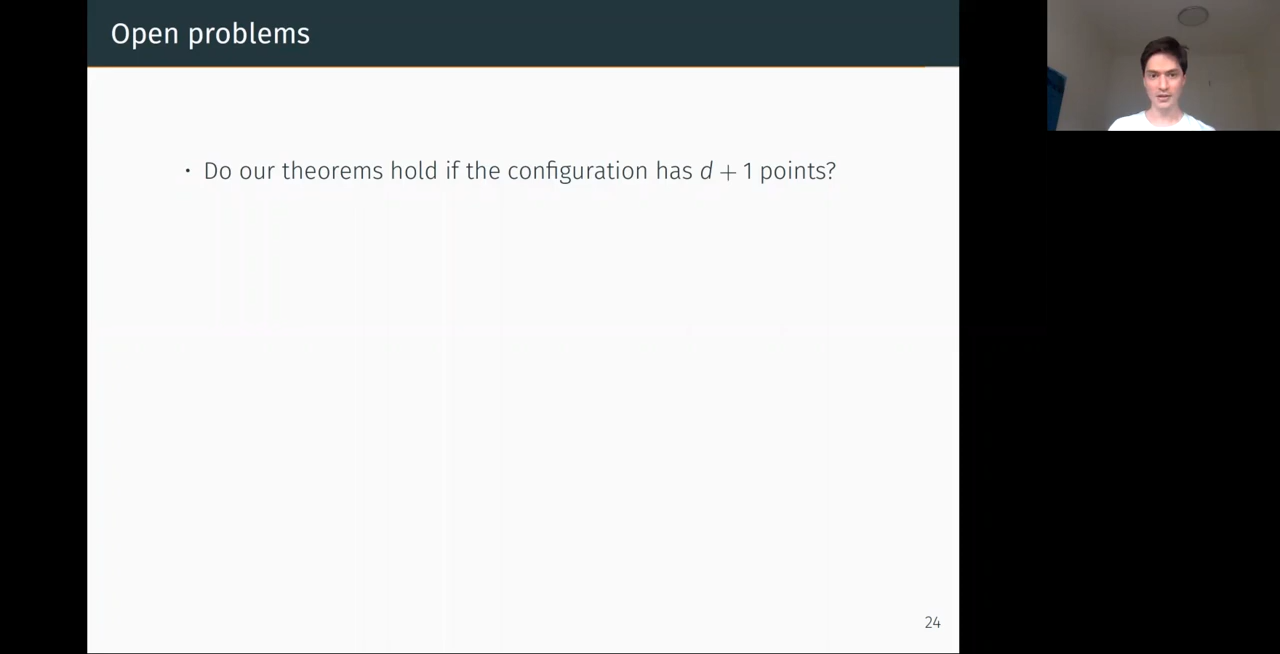 Open problems
· Do our theorems hold if the configuration has d + 1 points?
24